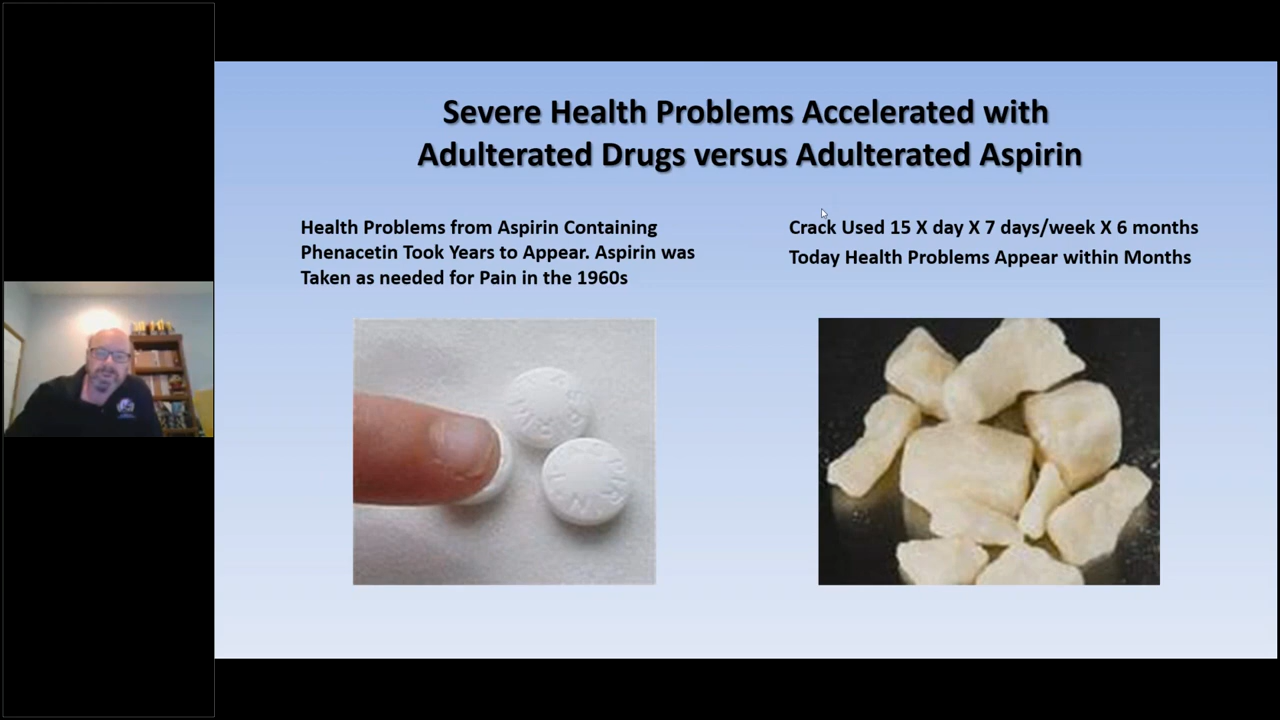 Severe Health Problems Accelerated with
Adulterated Drugs versus Adulterated Aspirin
Health Problems from Aspirin Containing
Phenacetin Took Years to Appear. Aspirin was
Taken as needed for Pain in the 1960s
Crack Used 15 X day X 7 days/week X 6 months
Today Health Problems Appear within Months